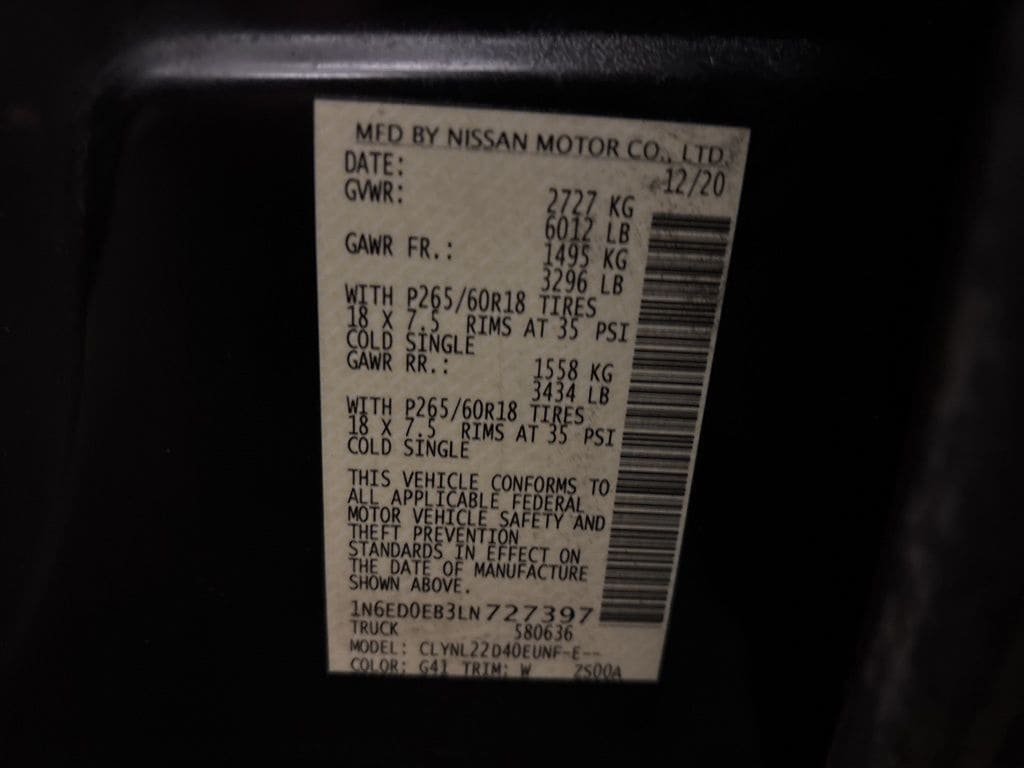 MFD BY NISSAN MOTOR CO., LTD.
DATE: 12/20
GVWR: 2727 KG
6012 LB
GAWR FR.: 1495 KG
3296 LB
WITH P265/60R18 TIRES
18 X 7.5 RIMS AT 35 PSI
COLD SINGLE
GAWR RR.: 1558 KG
3434 LB
WITH P265/60R18 TIRES
18 X 7.5 RIMS AT 35 PSI
COLD SINGLE
THIS VEHICLE CONFORMS TO
ALL APPLICABLE FEDERAL
MOTOR VEHICLE SAFETY AND
THEFT PREVENTION
STANDARDS IN EFFECT ON
THE DATE OF MANUFACTURE
SHOWN ABOVE.
1N6ED0EB3LN727397
TRUCK 580636
MODEL: CLYNL22D40EUNF-E--
COLOR: G41 TRIM: W ZS00A